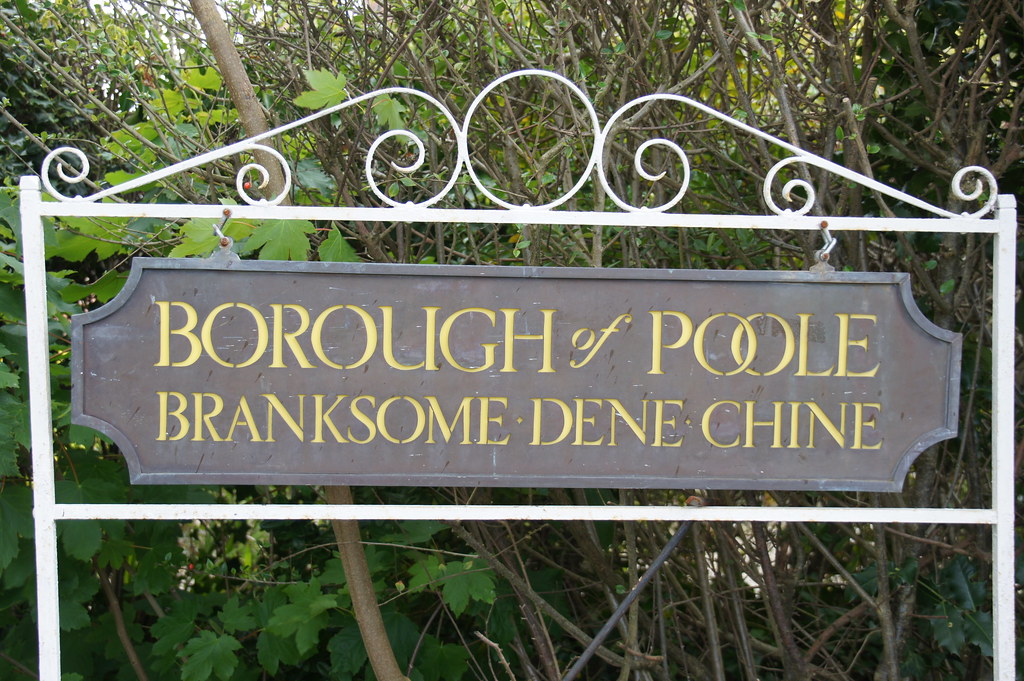 BOROUGH of POOLE
BRANKSOME · DENE · CHINE